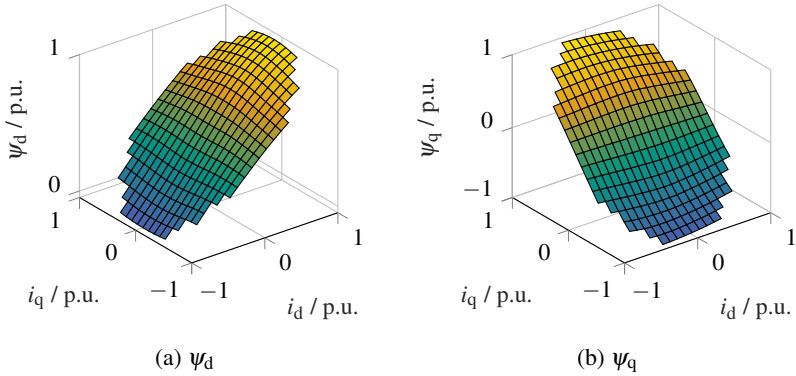 1
0
ψd / p.u.
1
0
−1
iq / p.u.
−1
0
1
id / p.u.
(a) ψd
1
0
−1
ψq / p.u.
1
0
−1
iq / p.u.
−1
0
1
id / p.u.
(b) ψq